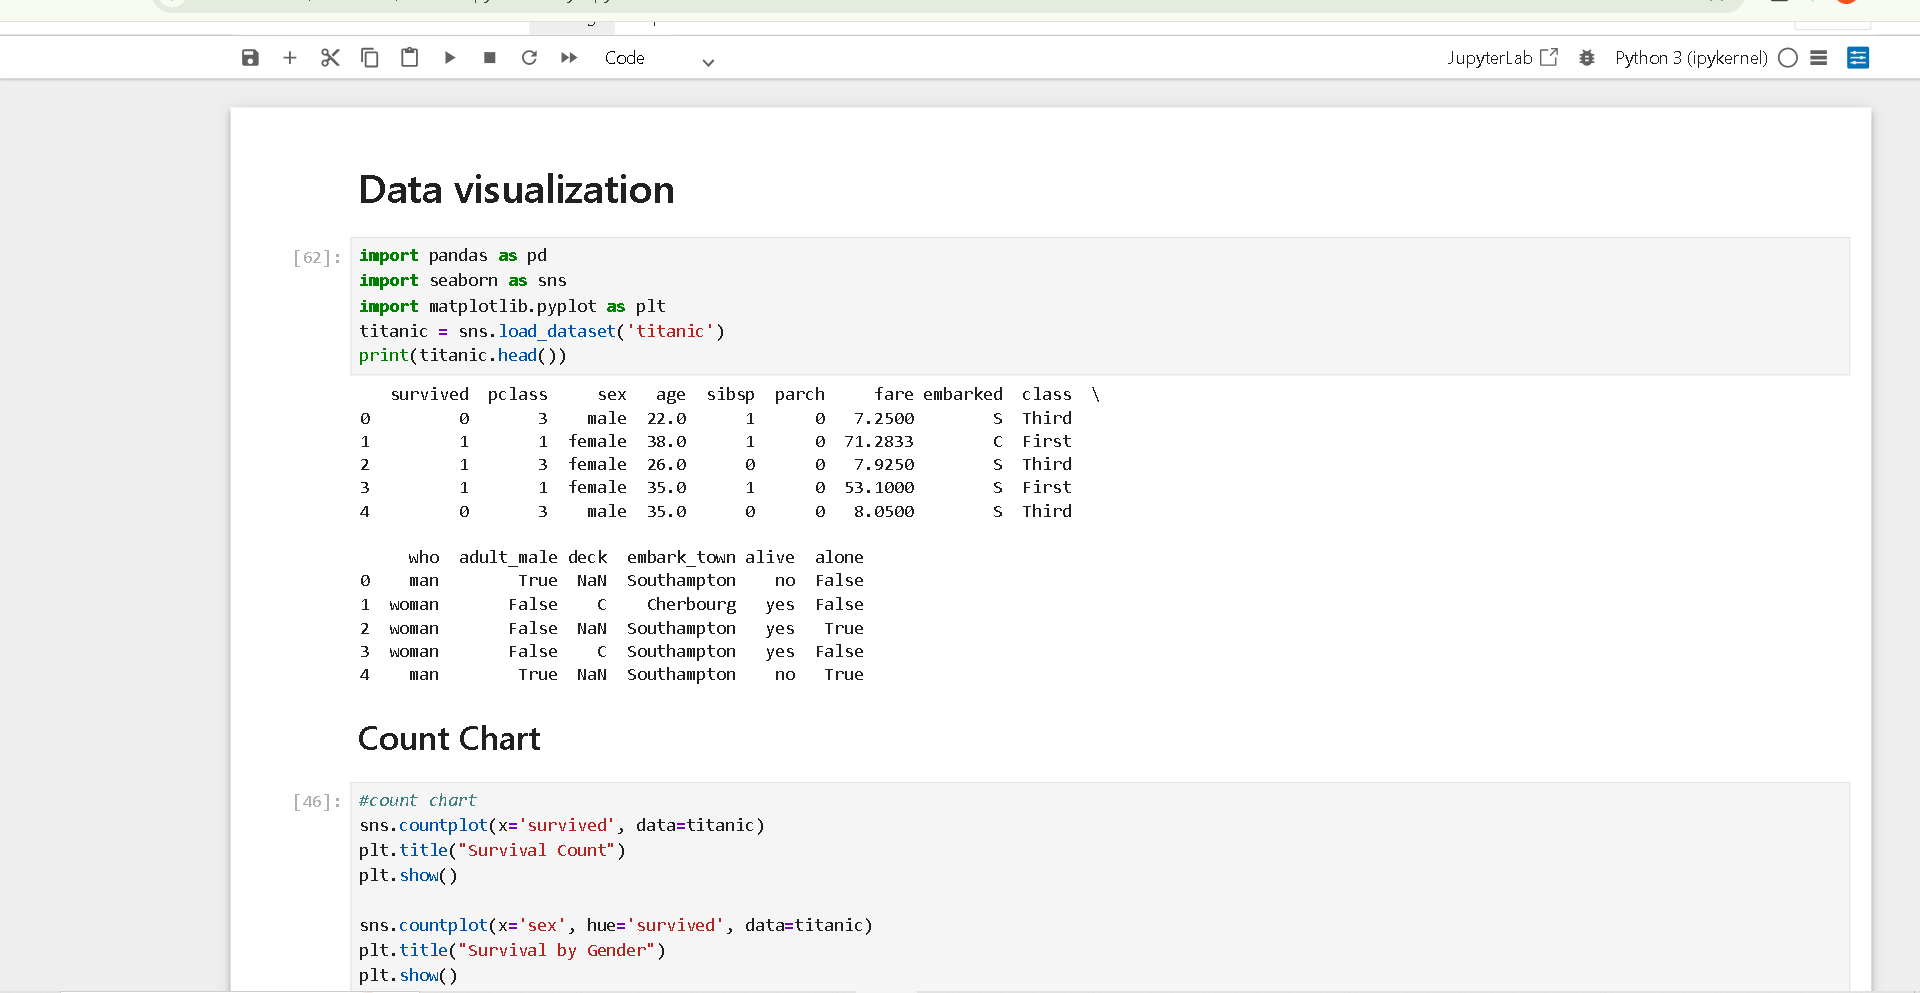 Code
JupyterLab
Python 3 (ipykernel)
Data visualization
[62]:
import pandas as pd
import seaborn as sns
import matplotlib.pyplot as plt
titanic = sns.load_dataset('titanic')
print(titanic.head())
   survived  pclass     sex   age  sibsp  parch     fare embarked  class  \
0         0       3    male  22.0      1      0   7.2500        S  Third
1         1       1  female  38.0      1      0  71.2833        C  First
2         1       3  female  26.0      0      0   7.9250        S  Third
3         1       1  female  35.0      1      0  53.1000        S  First
4         0       3    male  35.0      0      0   8.0500        S  Third
     who  adult_male deck  embark_town alive  alone
0    man        True  NaN  Southampton    no  False
1  woman       False    C    Cherbourg   yes  False
2  woman       False  NaN  Southampton   yes   True
3  woman       False    C  Southampton   yes  False
4    man        True  NaN  Southampton    no   True
Count Chart
[46]:
#count chart
sns.countplot(x='survived', data=titanic)
plt.title("Survival Count")
plt.show()
sns.countplot(x='sex', hue='survived', data=titanic)
plt.title("Survival by Gender")
plt.show()